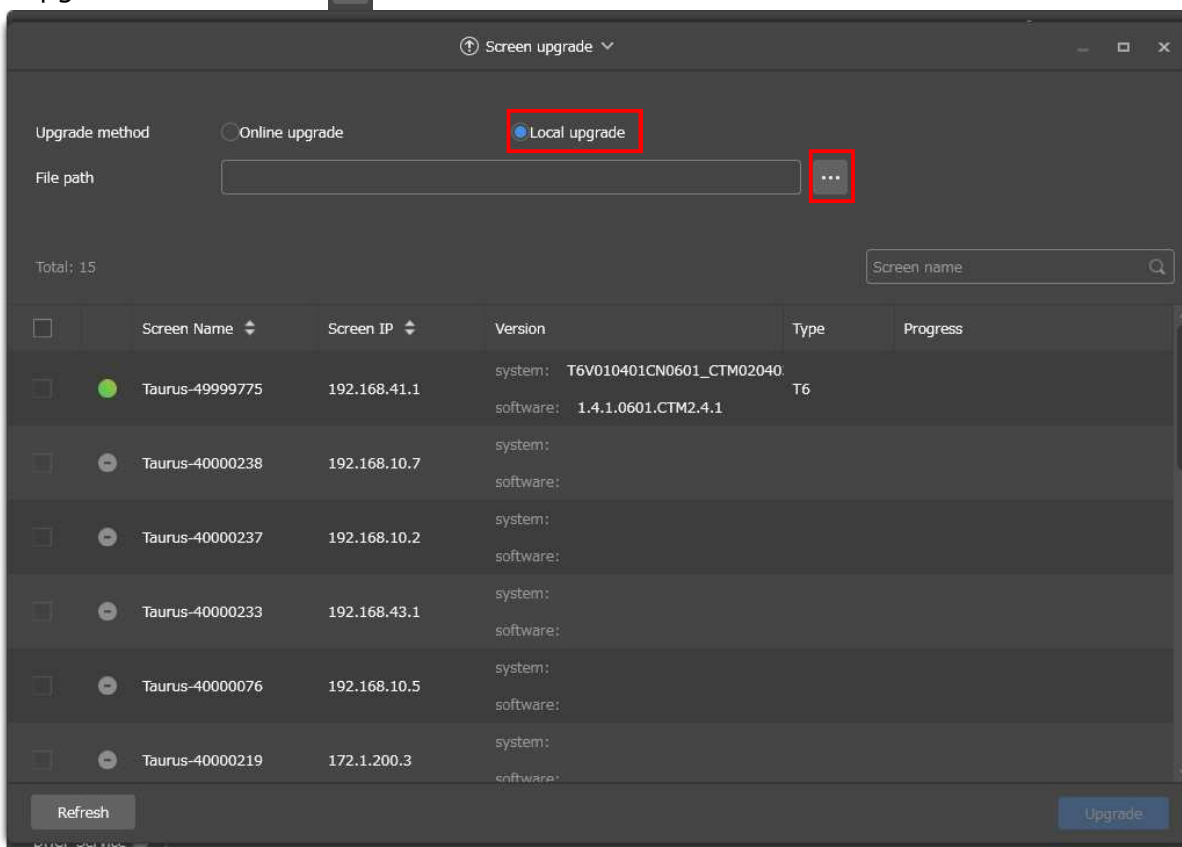 Screen upgrade
Upgrade method Online upgrade Local upgrade
File path ...
Total: 15 Screen name
Screen Name Screen IP Version Type Progress
system: T6V010401CN0601_CTM02040
Taurus-49999775 192.168.41.1 T6
software: 1.4.1.0601.CTM2.4.1
system:
Taurus-40000238 192.168.10.7
software:
system:
Taurus-40000237 192.168.10.2
software:
system:
Taurus-40000233 192.168.43.1
software:
system:
Taurus-40000076 192.168.10.5
software:
system:
Taurus-40000219 172.1.200.3
software:
Refresh Upgrade